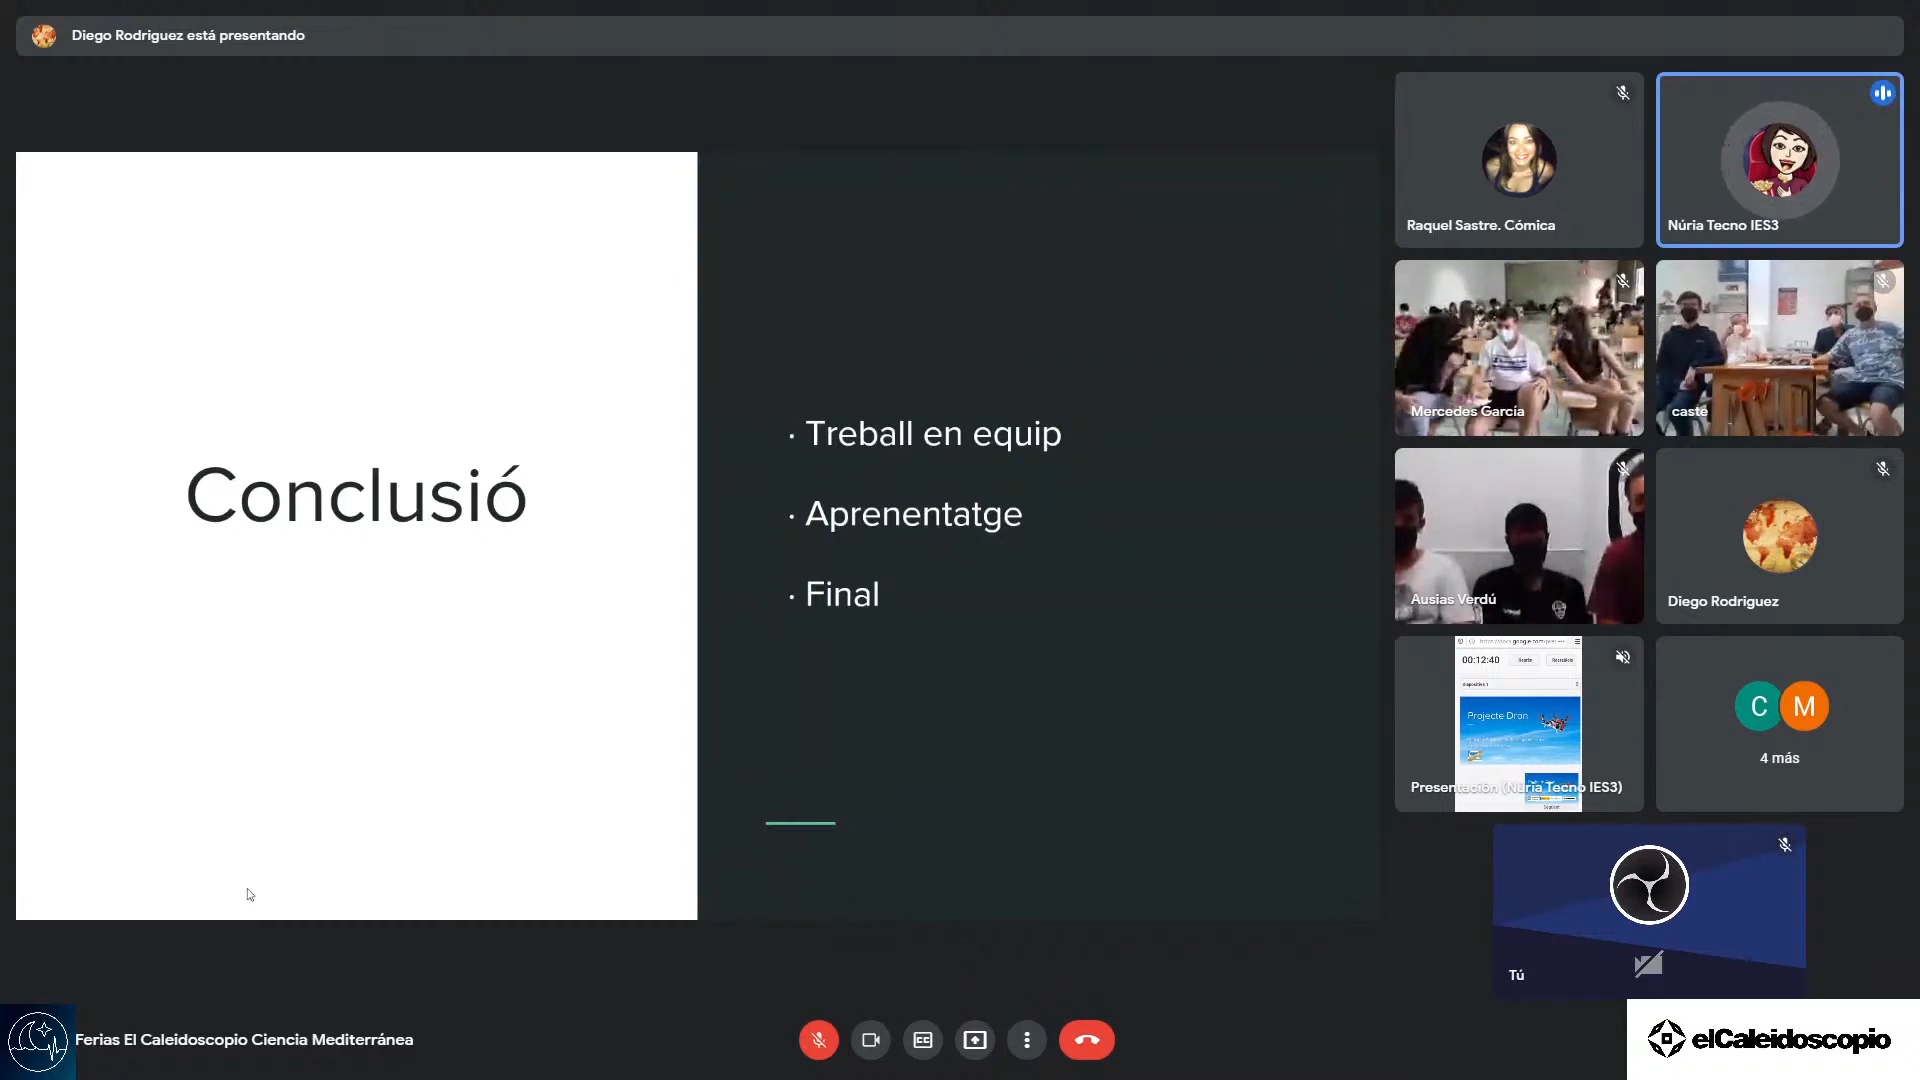 Diego Rodriguez está presentando
Conclusió
· Treball en equip
· Aprenentatge
· Final
Raquel Sastre. Cómica
Núria Tecno IES3
Mercedes García
caste
Ausias Verdú
Diego Rodriguez
00:12:40
Projecte Dron
Presentación (Núria Tecno IES3)
C M
4 más
Tú
Ferias El Caleidoscopio Ciencia Mediterránea
elCaleidoscopio